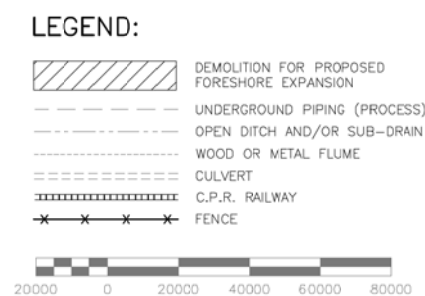 LEGEND:
DEMOLITION FOR PROPOSED
FORESHORE EXPANSION
UNDERGROUND PIPING (PROCESS)
OPEN DITCH AND/OR SUB-DRAIN
WOOD OR METAL FLUME
CULVERT
C.P.R. RAILWAY
FENCE
20000 0 20000 40000 60000 80000